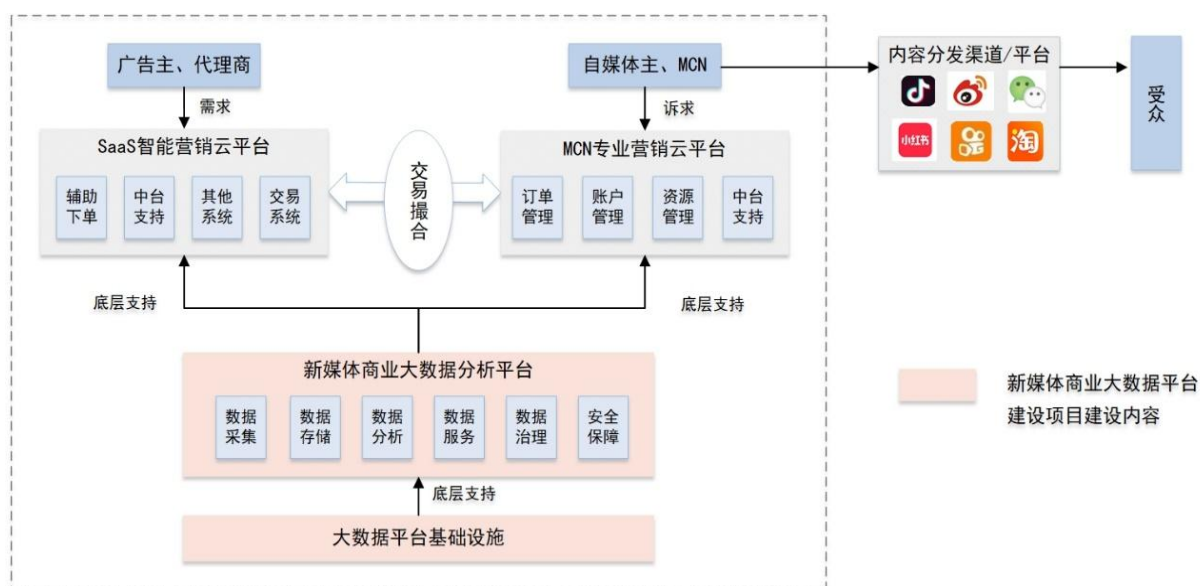 广告主、代理商
自媒体主、MCN
内容分发渠道/平台
受众
需求
诉求
小红书
淘
SaaS智能营销云平台
辅助
下单
中台
支持
其他
系统
交易
系统
交易撮合
MCN专业营销云平台
订单
管理
账户
管理
资源
管理
中台
支持
底层支持
底层支持
新媒体商业大数据分析平台
数据
采集
数据
存储
数据
分析
数据
服务
数据
治理
安全
保障
新媒体商业大数据平台
建设项目建设内容
底层支持
大数据平台基础设施